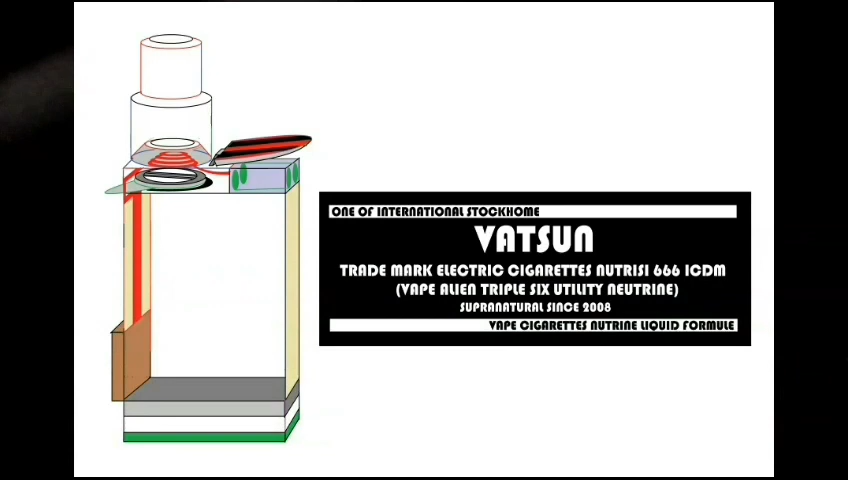 ONE OF INTERNATIONAL STOCKHOME
VATSUN
TRADE MARK ELECTRIC CIGARETTES NUTRISI 666 ICDM
(VAPE ALIEN TRIPLE SIX UTILITY NEUTRINE)
SUPRANATURAL SINCE 2008
VAPE CIGARETTES NUTRINE LIQUID FORMULE